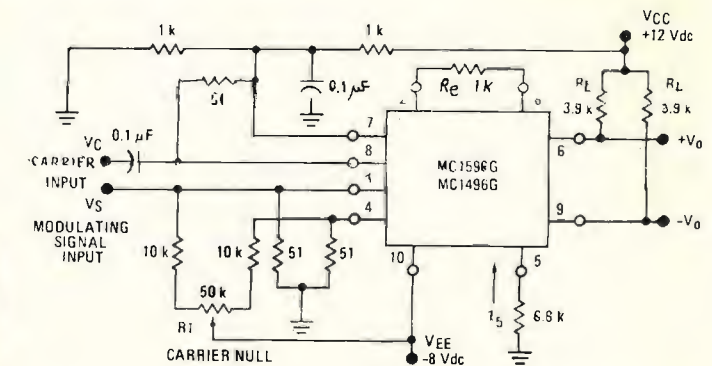 1 k
1 k
VCC
+12 Vdc
51
0.1 µF
Re 1 k
RL
3.9 k
RL
3.9 k
VC
0.1 µF
CARRIER
INPUT
7
8
1
4
10
MC1596G
MC1496G
6
9
5
+Vo
-Vo
VS
MODULATING
SIGNAL
INPUT
10 k
10 k
51
51
50 k
R1
CARRIER NULL
VEE
-8 Vdc
I5
6.8 k